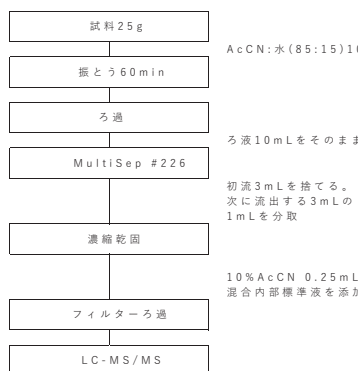 試料25g
AcCN:水(85:15)1
振とう60min
ろ過
ろ液10mLをそのまま
MultiSep #226
初流3mLを捨てる。
次に流出する3mLの
1mLを分取
濃縮乾固
10%AcCN 0.25mL
混合内部標準液を添加
フィルターろ過
LC-MS/MS